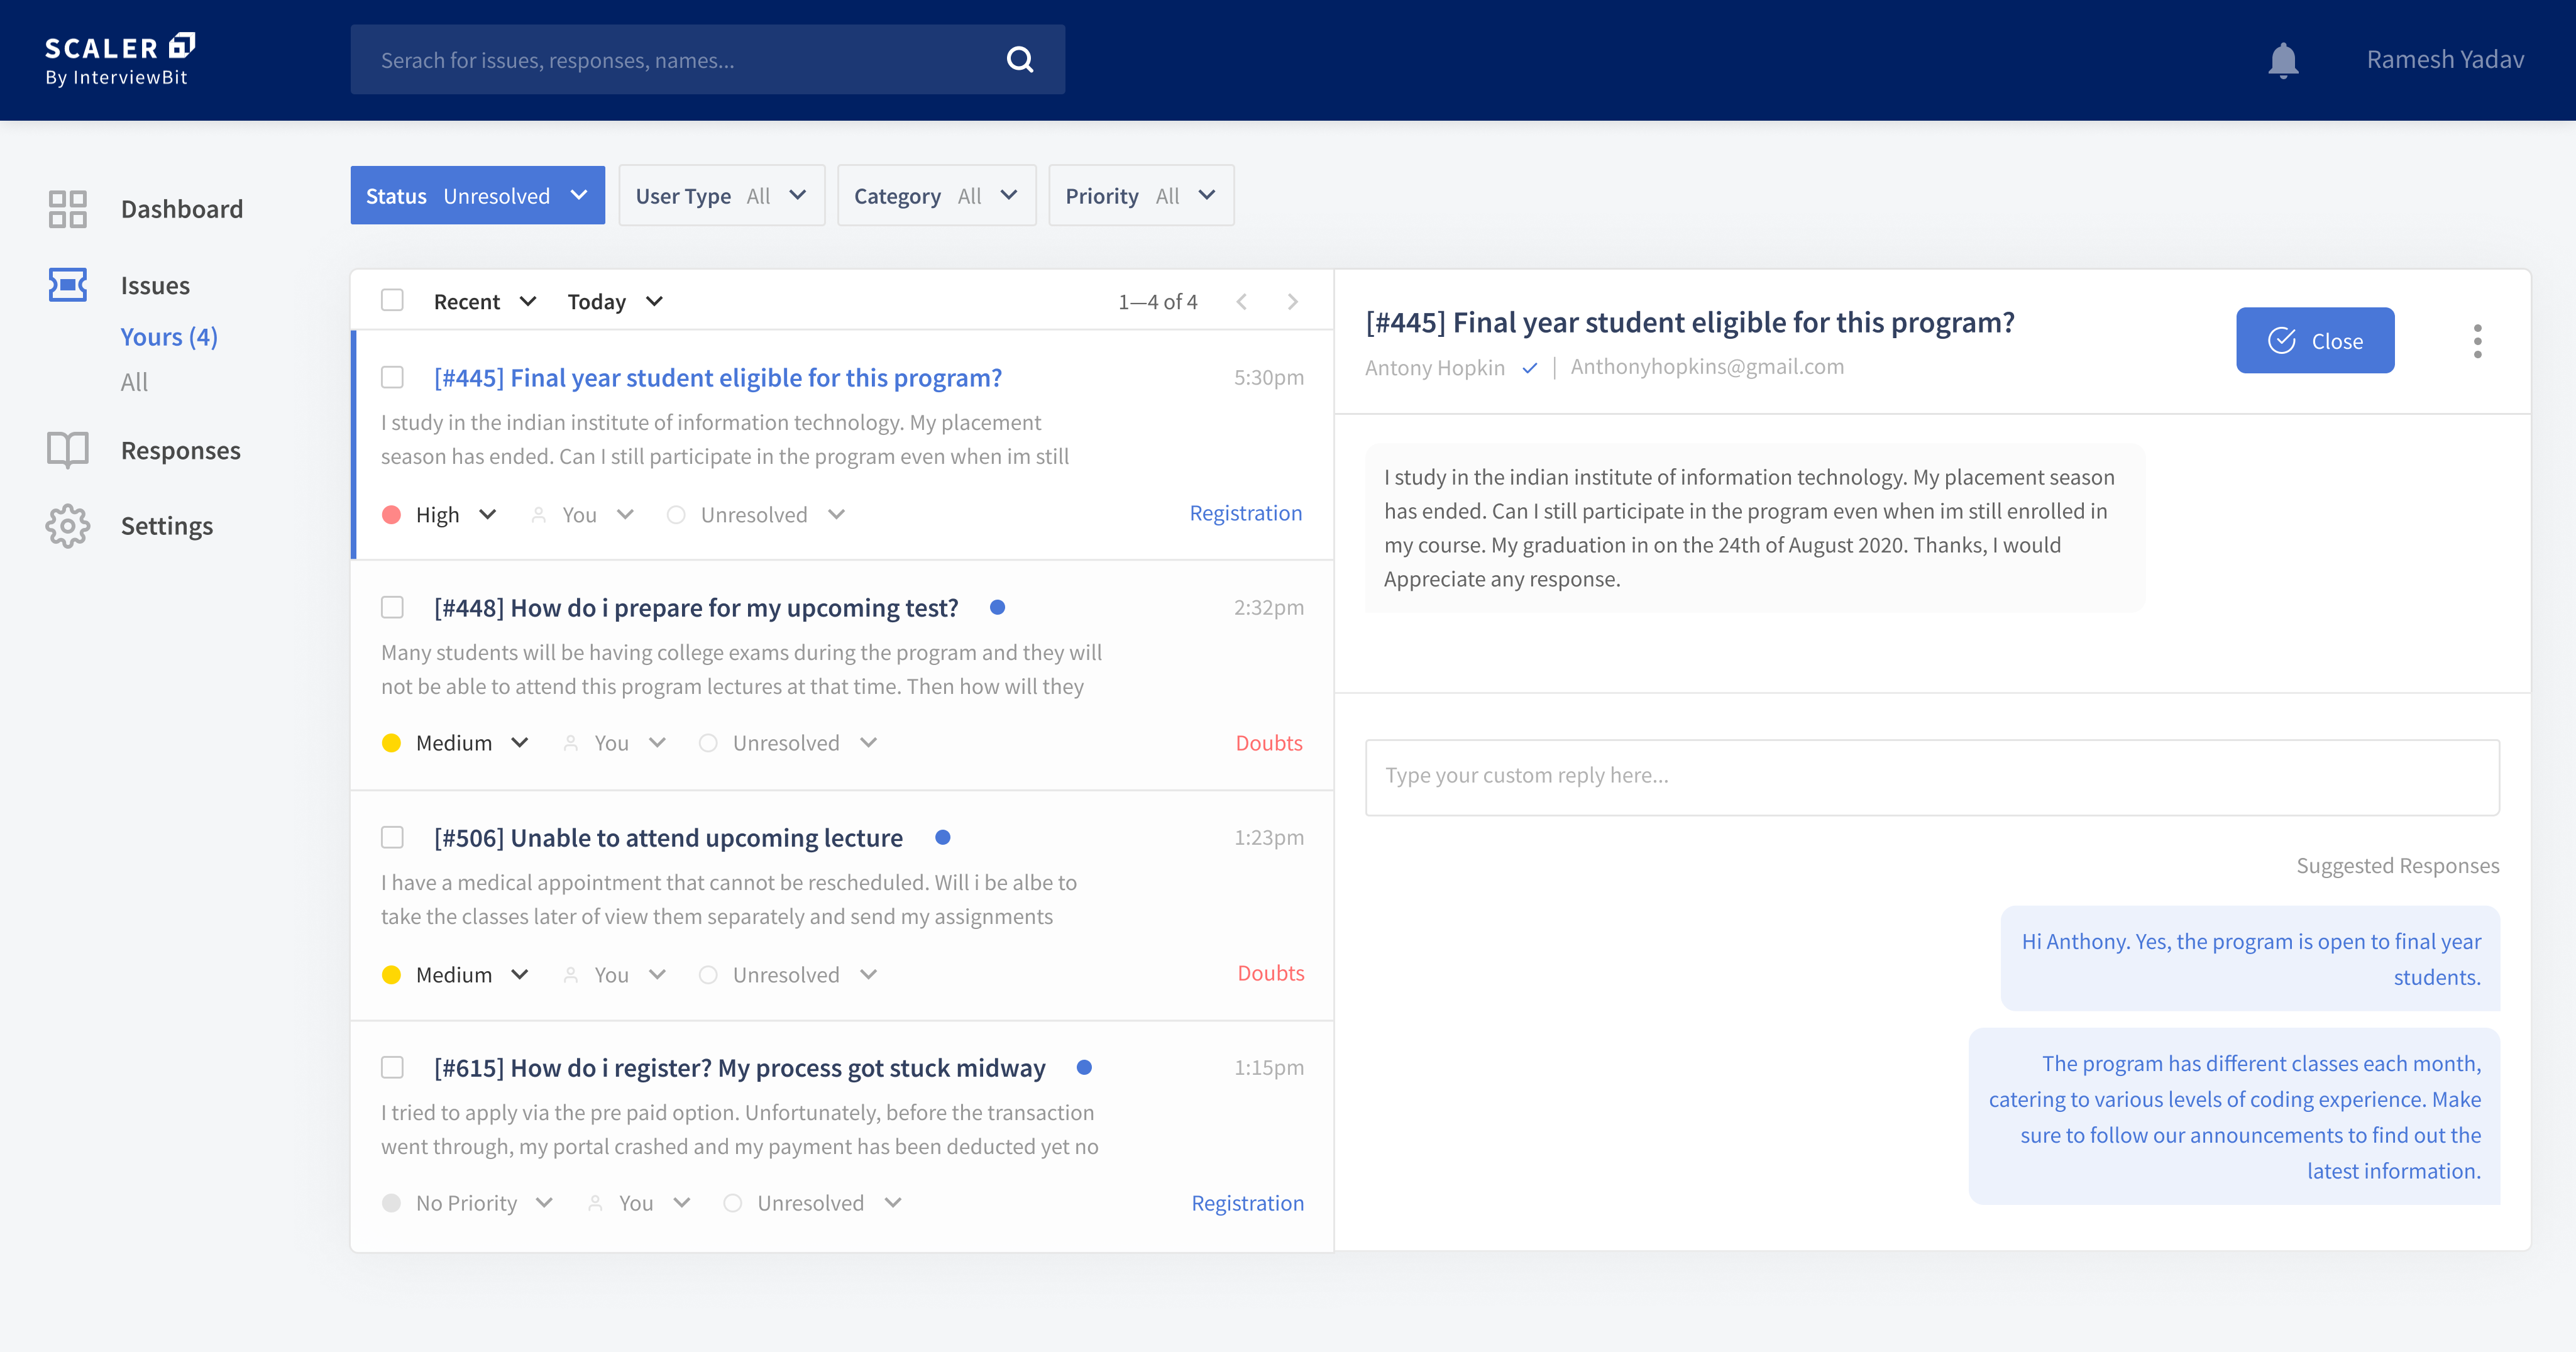 SCALER
By InterviewBit
Serach for issues, responses, names...
Ramesh Yadav
Dashboard
Issues
Yours (4)
All
Responses
Settings
Status Unresolved
User Type All
Category All
Priority All
Recent Today 1—4 of 4
[#445] Final year student eligible for this program? 5:30pm
I study in the indian institute of information technology. My placement
season has ended. Can I still participate in the program even when im still
High You Unresolved Registration
[#448] How do i prepare for my upcoming test? 2:32pm
Many students will be having college exams during the program and they will
not be able to attend this program lectures at that time. Then how will they
Medium You Unresolved Doubts
[#506] Unable to attend upcoming lecture 1:23pm
I have a medical appointment that cannot be rescheduled. Will i be albe to
take the classes later of view them separately and send my assignments
Medium You Unresolved Doubts
[#615] How do i register? My process got stuck midway 1:15pm
I tried to apply via the pre paid option. Unfortunately, before the transaction
went through, my portal crashed and my payment has been deducted yet no
No Priority You Unresolved Registration
[#445] Final year student eligible for this program?
Antony Hopkin | Anthonyhopkins@gmail.com
Close
I study in the indian institute of information technology. My placement season
has ended. Can I still participate in the program even when im still enrolled in
my course. My graduation in on the 24th of August 2020. Thanks, I would
Appreciate any response.
Type your custom reply here...
Suggested Responses
Hi Anthony. Yes, the program is open to final year
students.
The program has different classes each month,
catering to various levels of coding experience. Make
sure to follow our announcements to find out the
latest information.